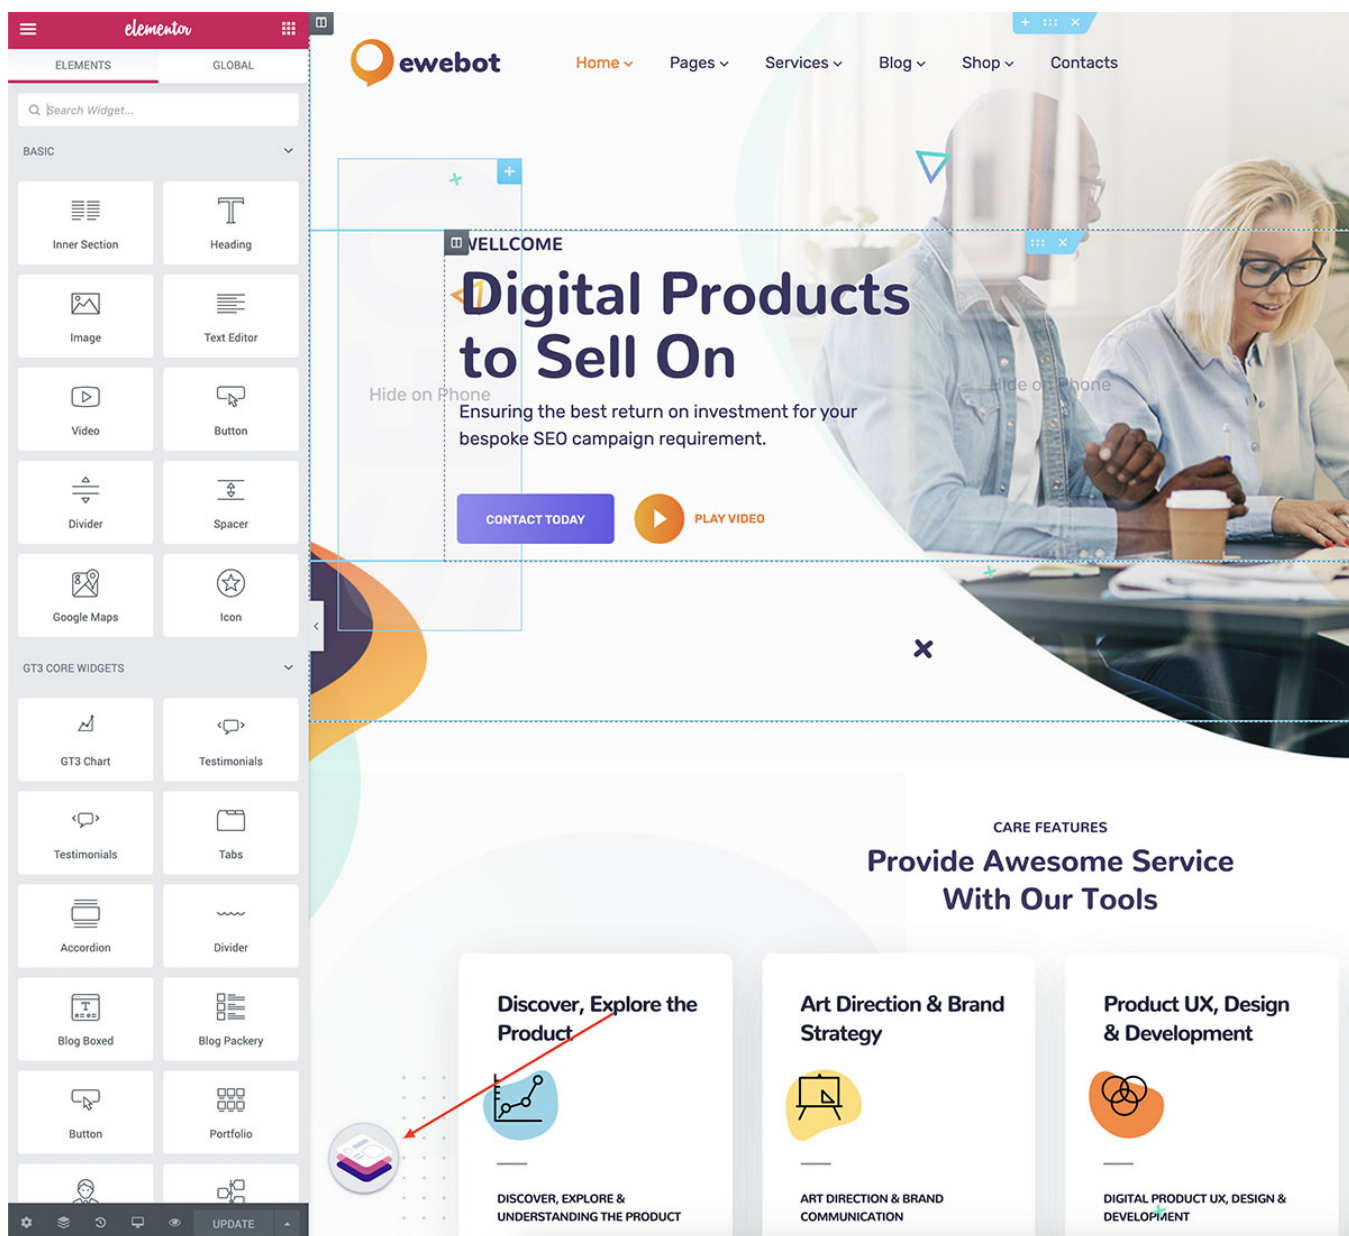 elementor
ELEMENTS
GLOBAL
Search Widget...
BASIC
Inner Section
Heading
Image
Text Editor
Video
Button
Divider
Spacer
Google Maps
Icon
GT3 CORE WIDGETS
GT3 Chart
Testimonials
Testimonials
Tabs
Accordion
Divider
Blog Boxed
Blog Packery
Button
Portfolio
UPDATE
ewebot
Home
Pages
Services
Blog
Shop
Contacts
WELLCOME
Digital Products
to Sell On
Hide on Phone
Hide on Phone
Ensuring the best return on investment for your
bespoke SEO campaign requirement.
CONTACT TODAY
PLAY VIDEO
CARE FEATURES
Provide Awesome Service
With Our Tools
Discover, Explore the
Product
DISCOVER, EXPLORE &
UNDERSTANDING THE PRODUCT
Art Direction & Brand
Strategy
ART DIRECTION & BRAND
COMMUNICATION
Product UX, Design
& Development
DIGITAL PRODUCT UX, DESIGN &
DEVELOPMENT